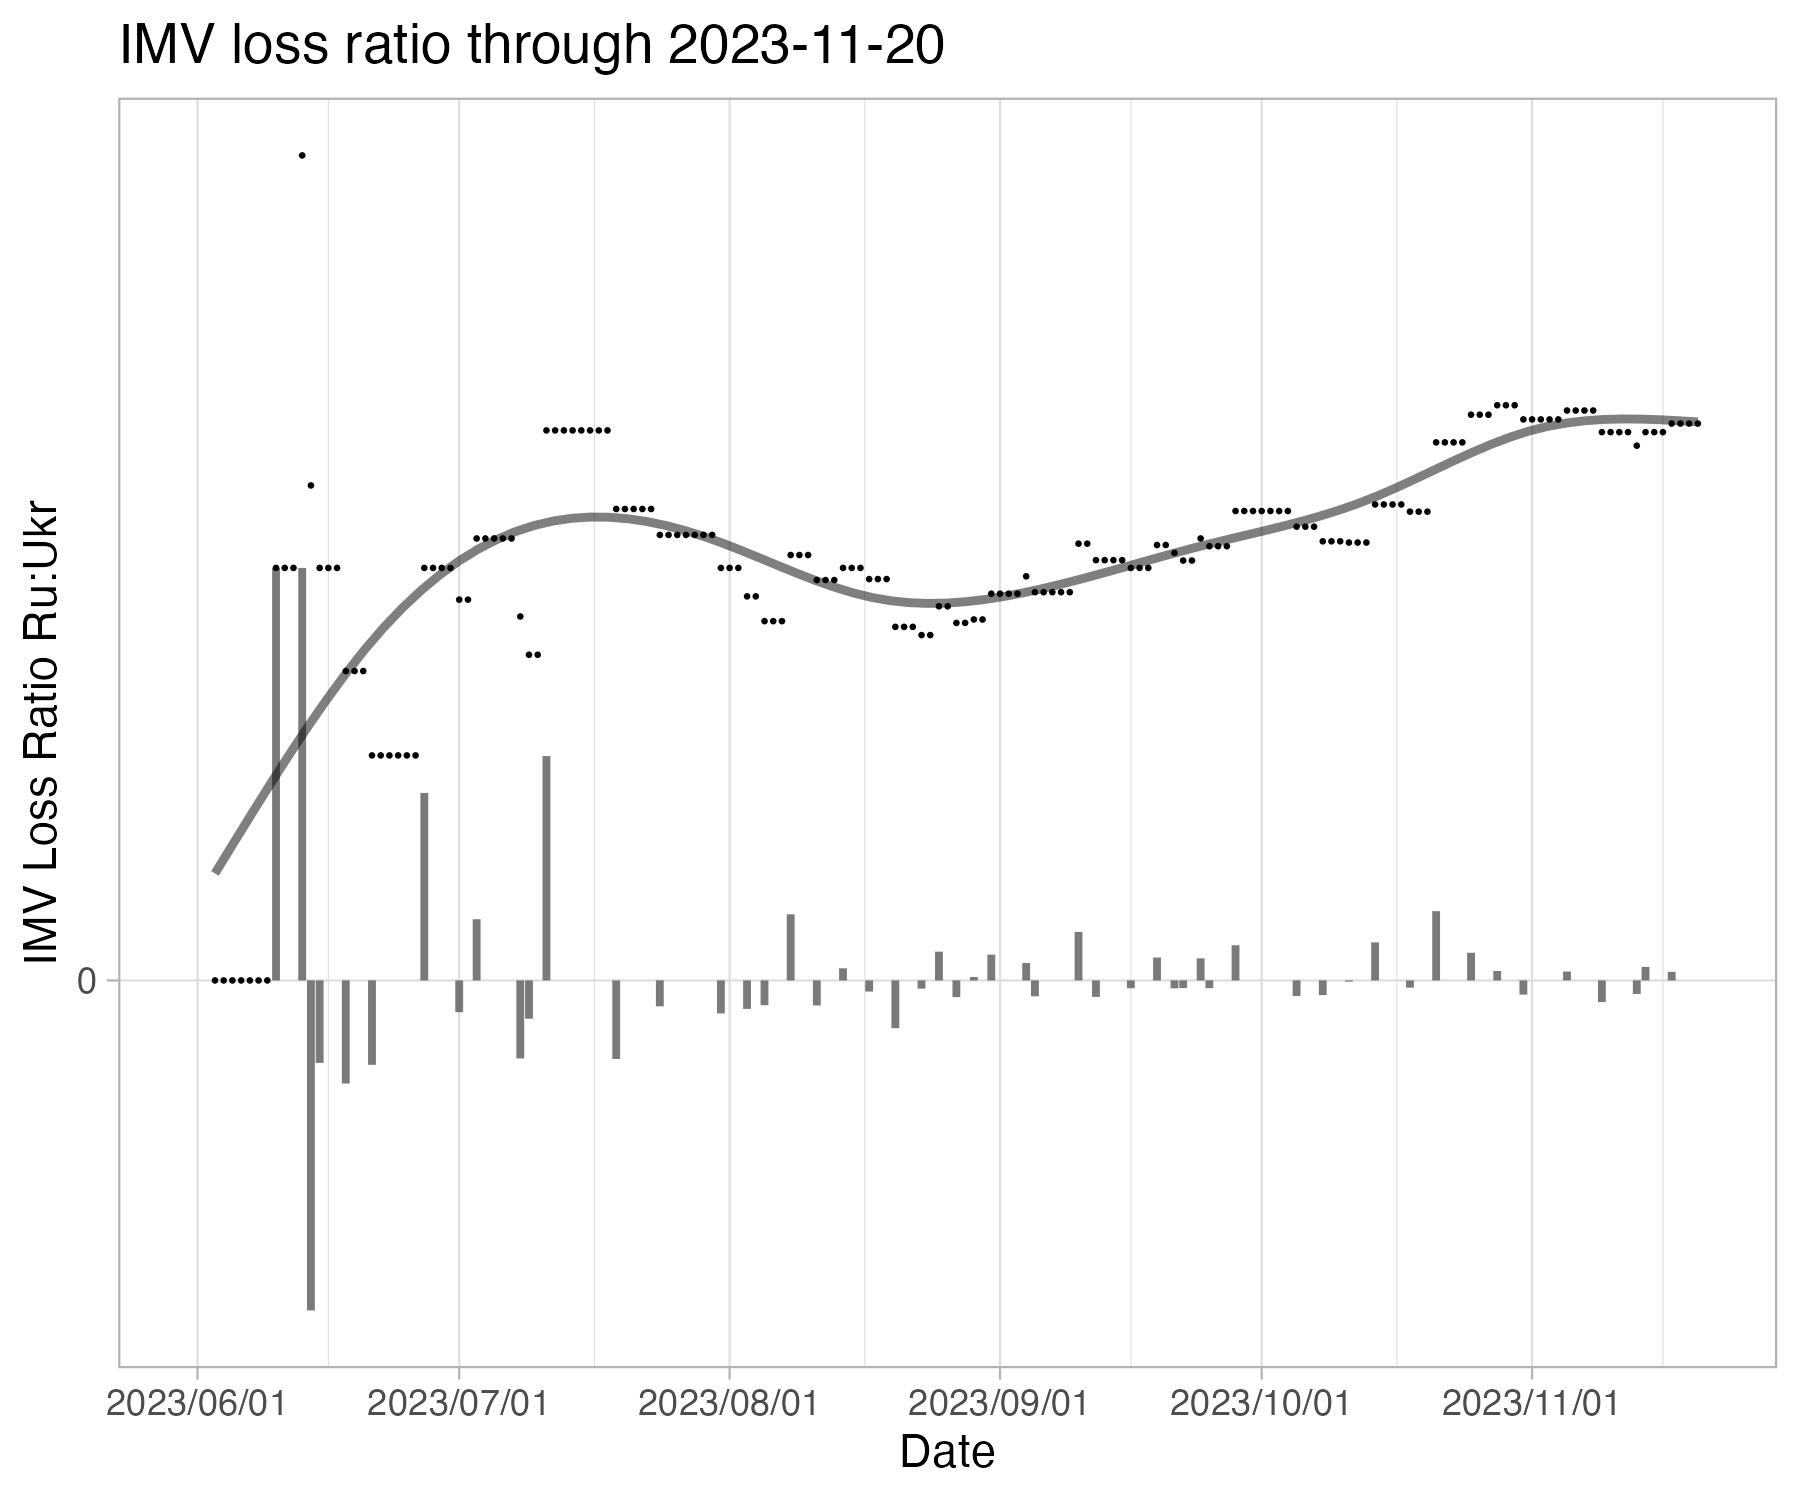 IMV loss ratio through 2023-11-20
IMV Loss Ratio Ru:Ukr
0
2023/06/01 2023/07/01 2023/08/01 2023/09/01 2023/10/01 2023/11/01
Date